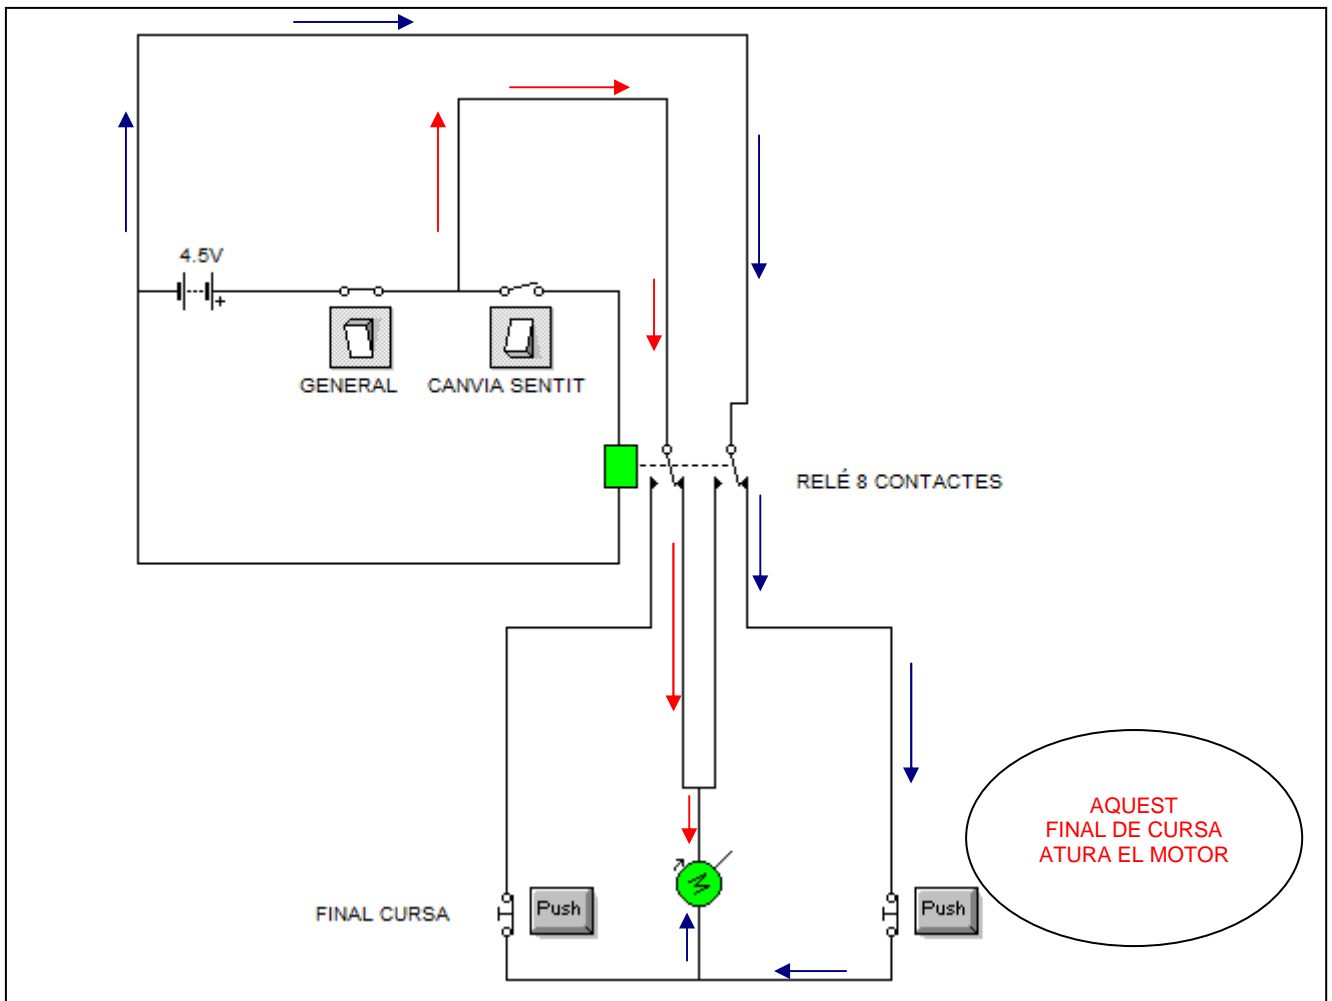 4.5V
+
GENERAL
CANVIA SENTIT
RELÉ 8 CONTACTES
AQUEST
FINAL DE CURSA
ATURA EL MOTOR
FINAL CURSA
Push
Push